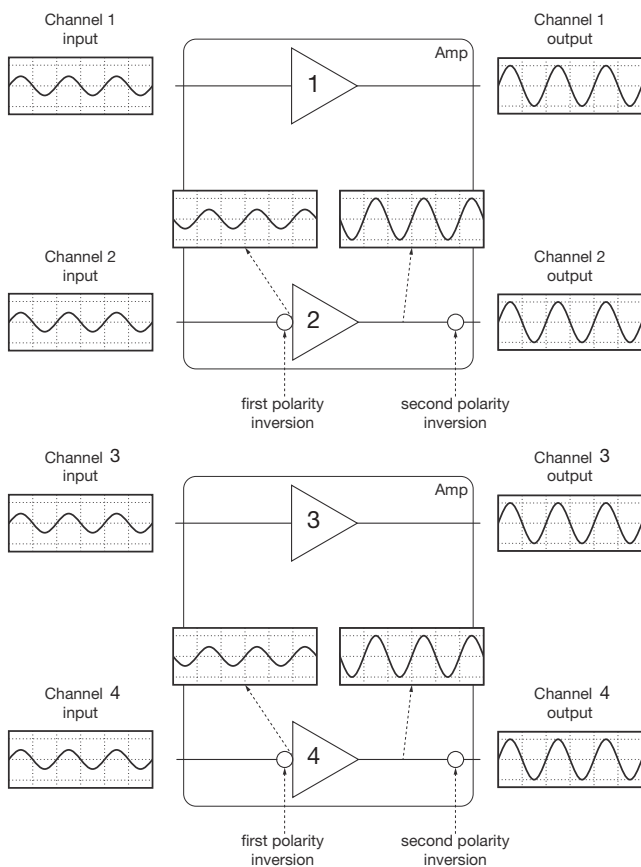 Channel 1
input
Amp
Channel 1
output
1
Channel 2
input
Channel 2
output
2
first polarity
inversion
second polarity
inversion
Channel 3
input
Amp
Channel 3
output
3
Channel 4
input
Channel 4
output
4
first polarity
inversion
second polarity
inversion